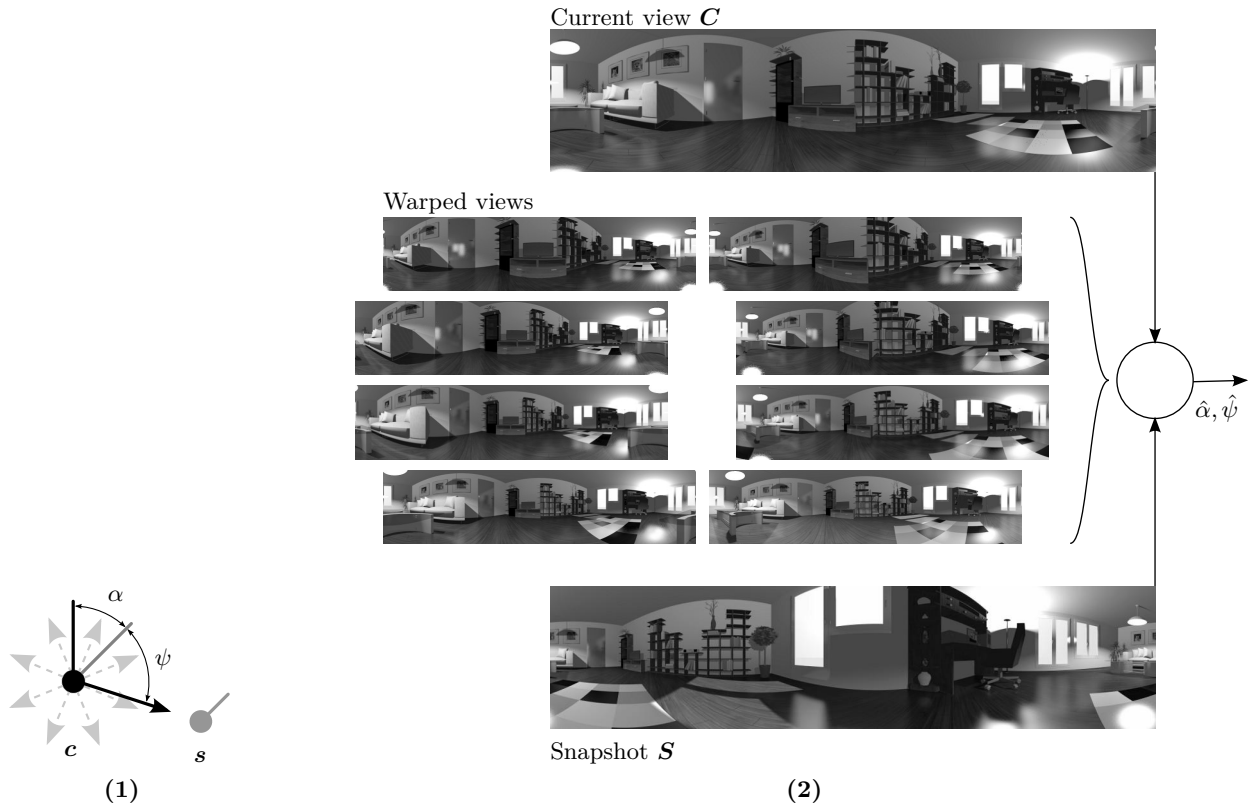 Current view C
Warped views
α̂, ψ̂
α
ψ
c
s
Snapshot S
(1)
(2)